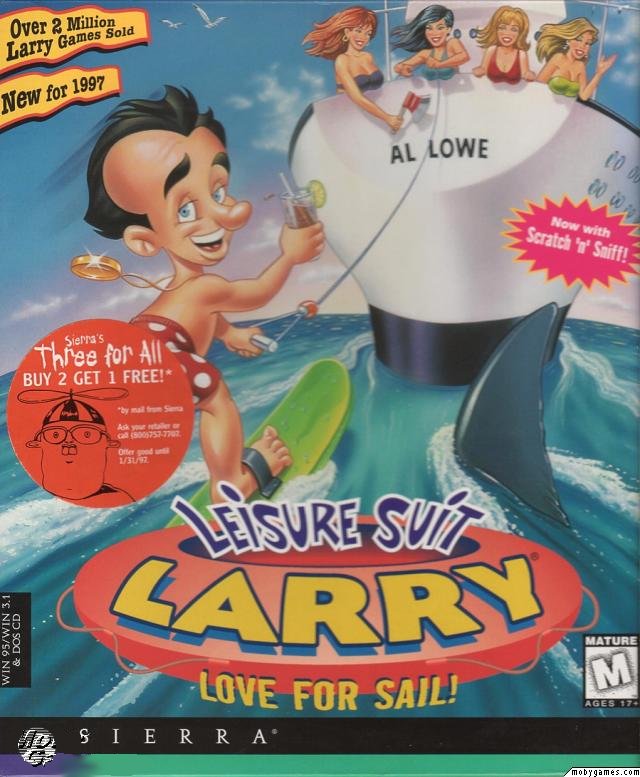 Over 2 Million
Larry Games Sold
New for 1997
AL LOWE
Now with
Scratch 'n' Sniff!
Sierra's
Three for All
BUY 2 GET 1 FREE!*
*by mail from Sierra
Ask your retailer or
call (800)757-7707.
Offer good until
1/31/97.
LEISURE SUIT
LARRY®
LOVE FOR SAIL!
WIN 95/WIN 3.1
& DOS CD
MATURE
M
AGES 17+
SIERRA®
mobygames.com